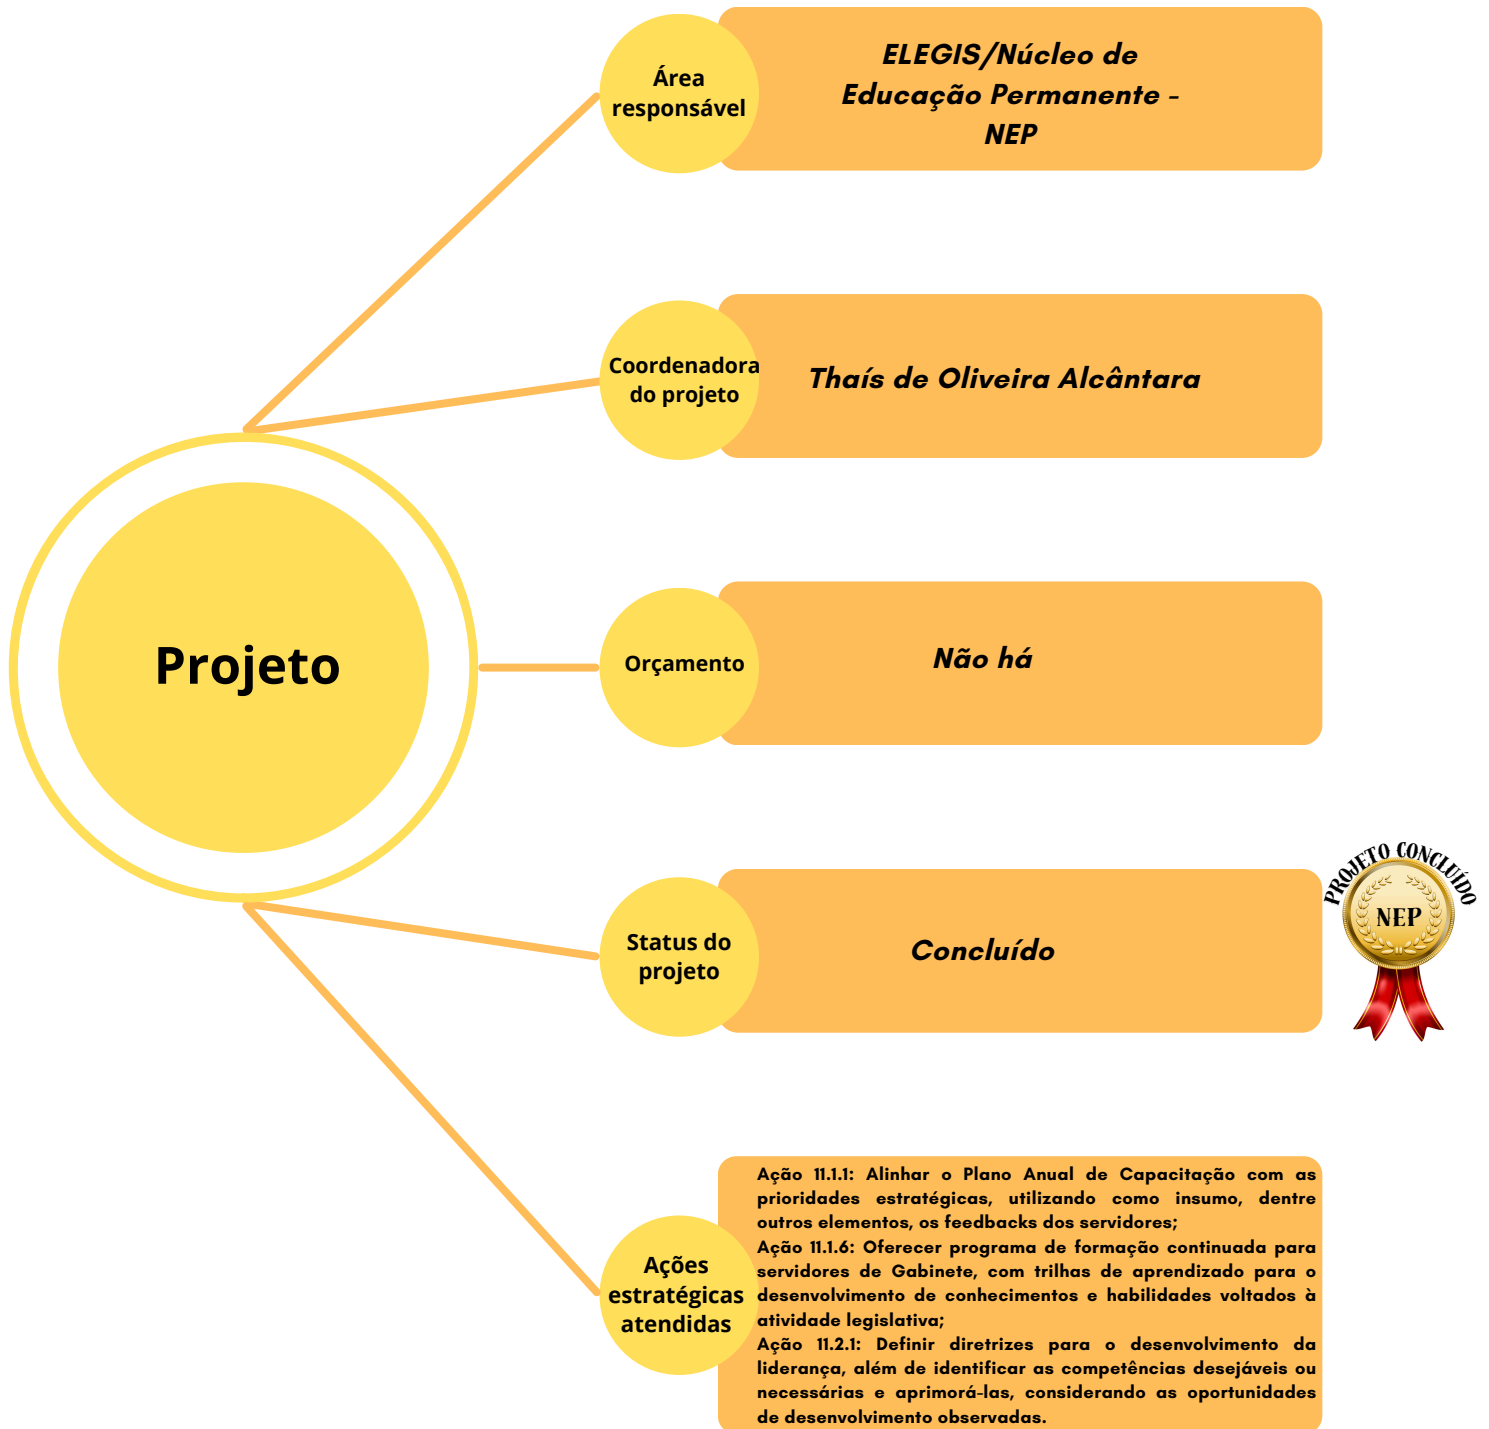 Área
responsável
ELEGIS/Núcleo de
Educação Permanente -
NEP
Coordenadora
do projeto
Thaís de Oliveira Alcântara
Projeto
Orçamento
Não há
Status do
projeto
Concluído
PROJETO CONCLUÍDO
NEP
Ações
estratégicas
atendidas
Ação 11.1.1: Alinhar o Plano Anual de Capacitação com as
prioridades estratégicas, utilizando como insumo, dentre
outros elementos, os feedbacks dos servidores;
Ação 11.1.6: Oferecer programa de formação continuada para
servidores de Gabinete, com trilhas de aprendizado para o
desenvolvimento de conhecimentos e habilidades voltados à
atividade legislativa;
Ação 11.2.1: Definir diretrizes para o desenvolvimento da
liderança, além de identificar as competências desejáveis ou
necessárias e aprimorá-las, considerando as oportunidades
de desenvolvimento observadas.